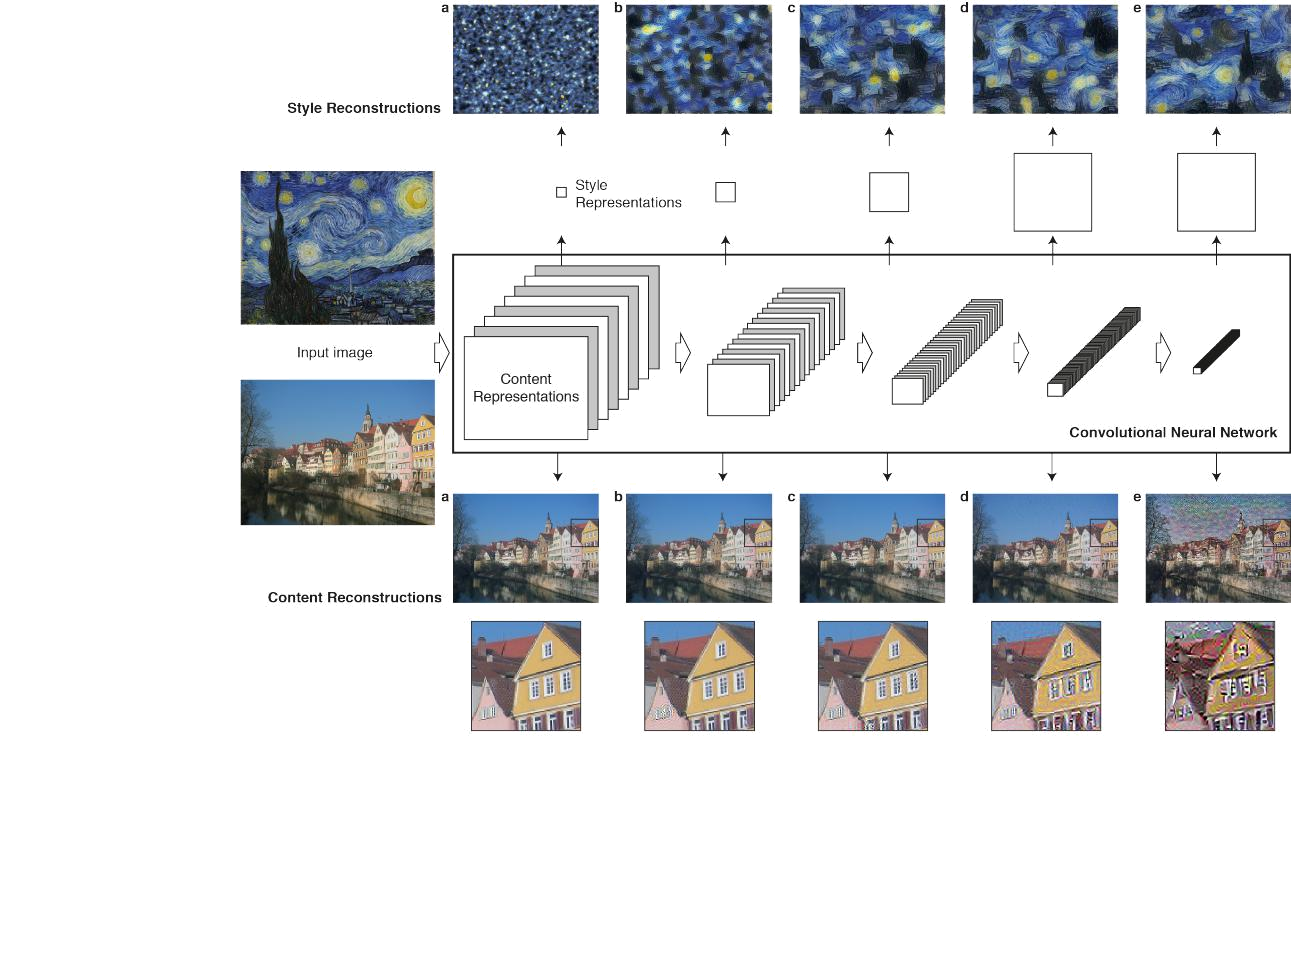 a
b
c
d
e
Style Reconstructions
Style
Representations
Input image
Content
Representations
Convolutional Neural Network
a
b
c
d
e
Content Reconstructions